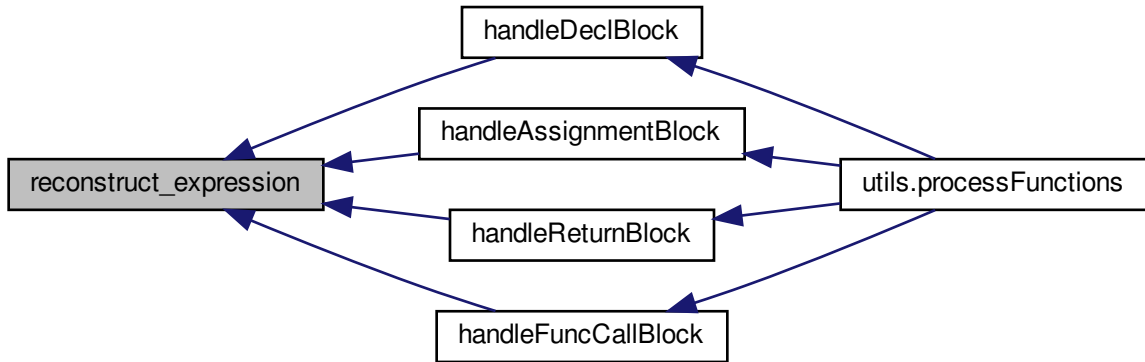 handleDeclBlock
handleAssignmentBlock
reconstruct_expression
utils.processFunctions
handleReturnBlock
handleFuncCallBlock